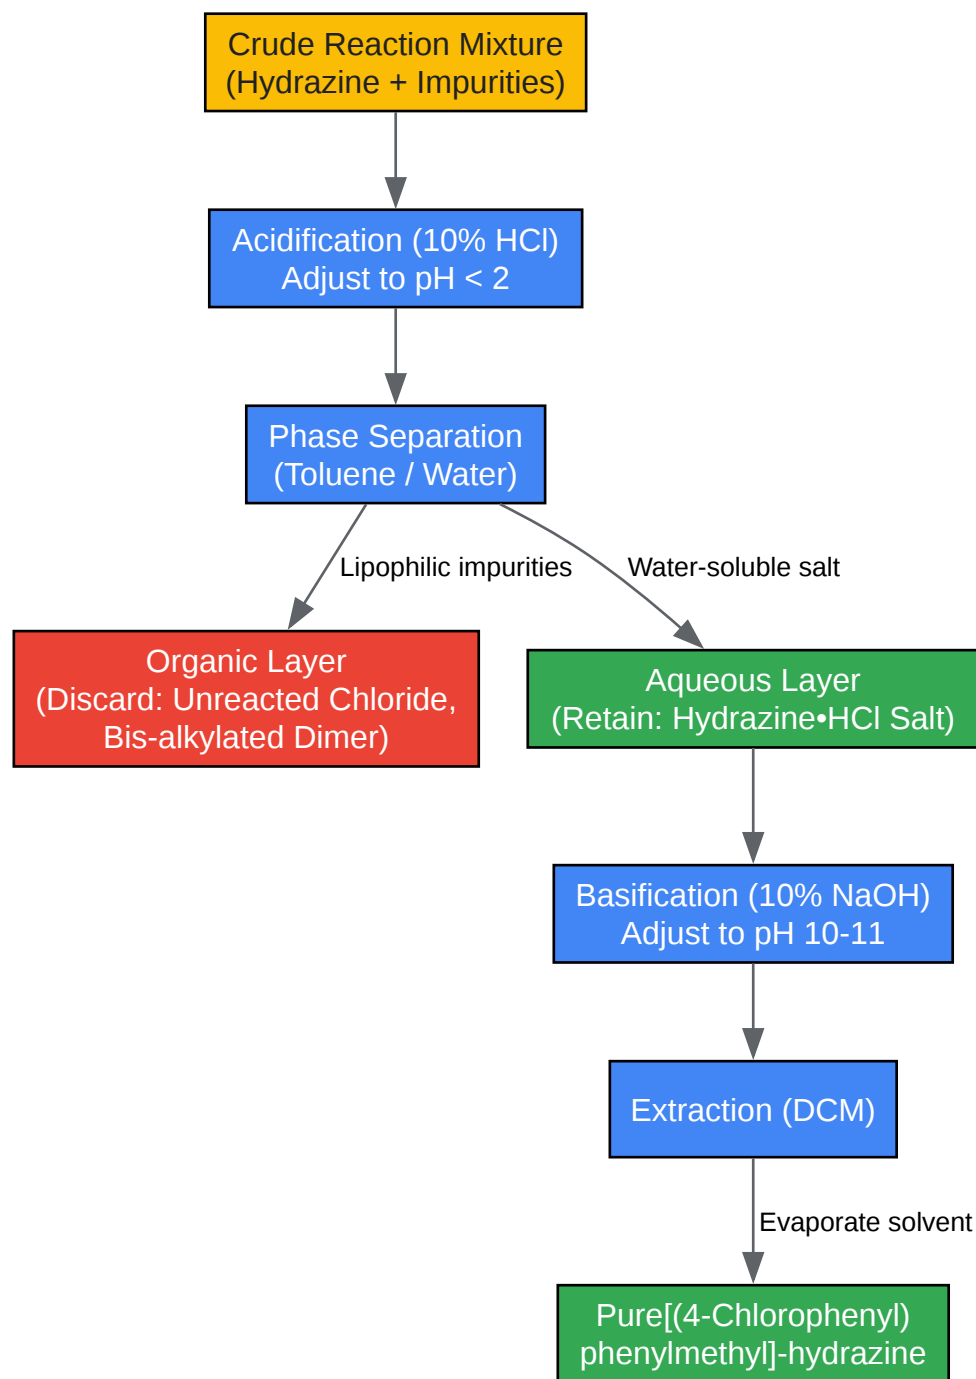 Crude Reaction Mixture
(Hydrazine + Impurities)
Acidification (10% HCl)
Adjust to pH < 2
Phase Separation
(Toluene / Water)
Lipophilic impurities
Water-soluble salt
Organic Layer
(Discard: Unreacted Chloride,
Bis-alkylated Dimer)
Aqueous Layer
(Retain: Hydrazine•HCl Salt)
Basification (10% NaOH)
Adjust to pH 10-11
Extraction (DCM)
Evaporate solvent
Pure[(4-Chlorophenyl)
phenylmethyl]-hydrazine